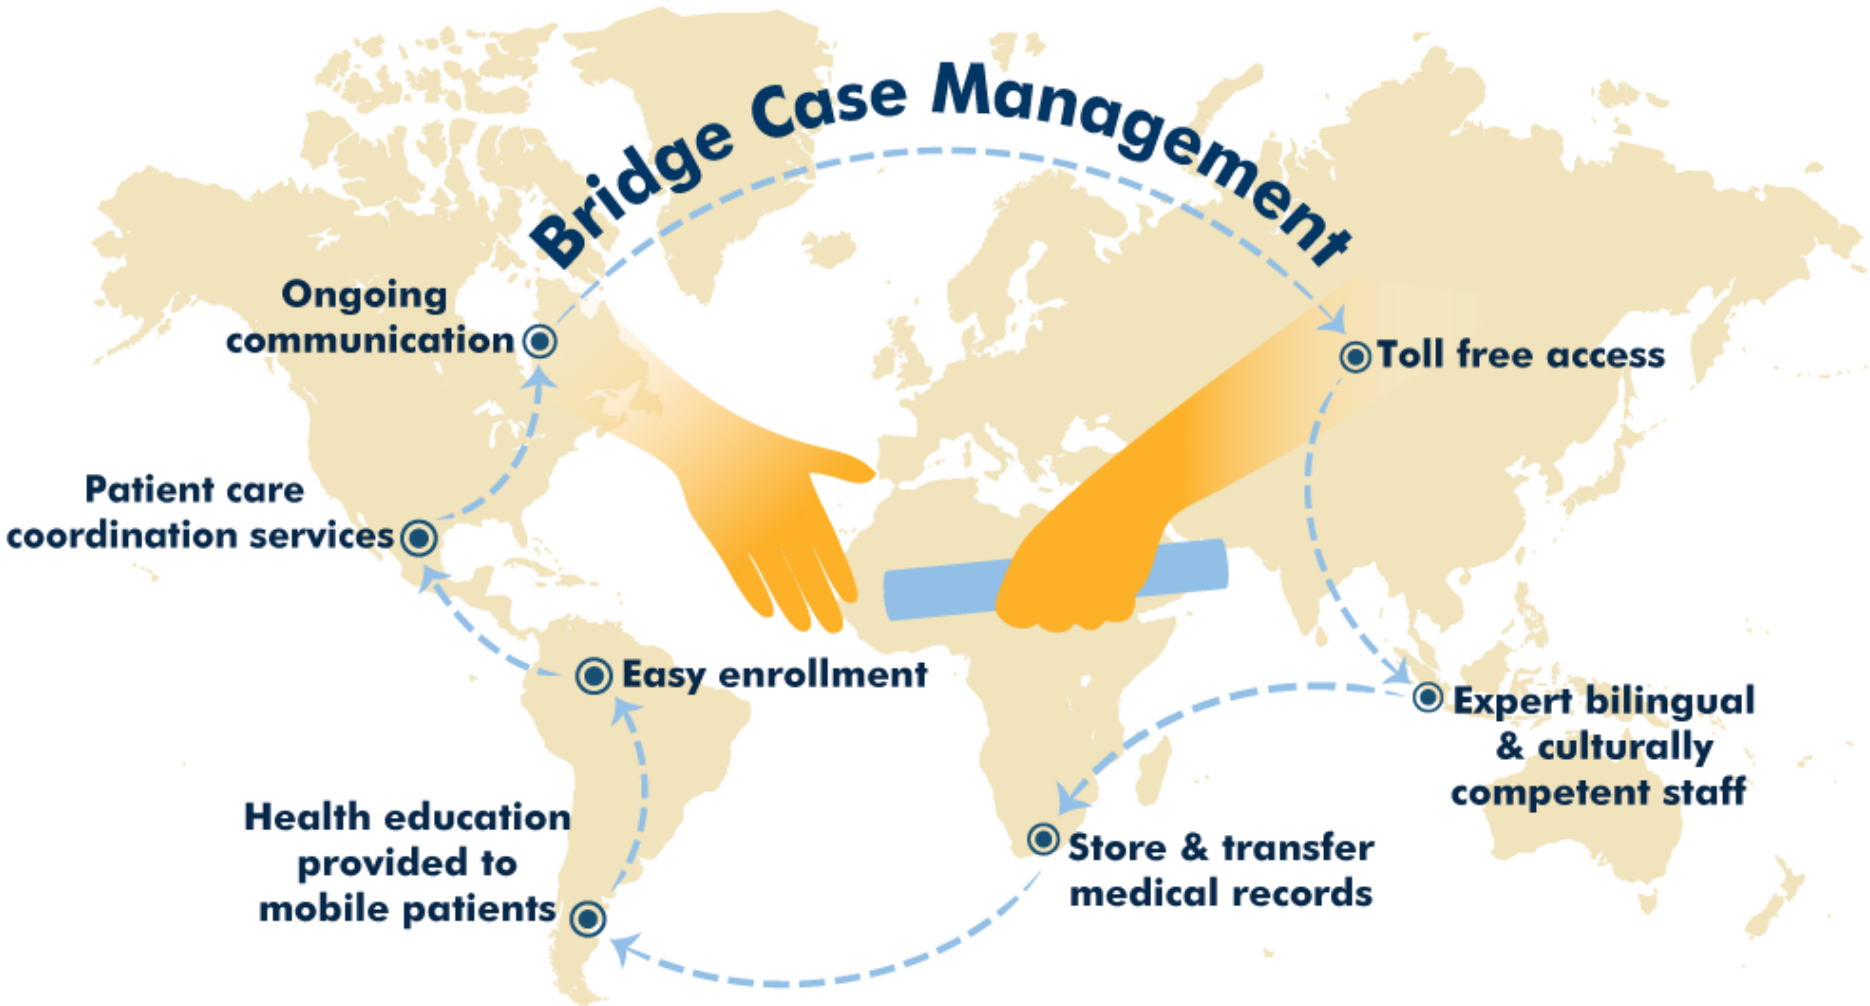 Bridge Case Management
Ongoing
communication
Toll free access
Patient care
coordination services
Easy enrollment
Expert bilingual
& culturally
competent staff
Health education
provided to
mobile patients
Store & transfer
medical records